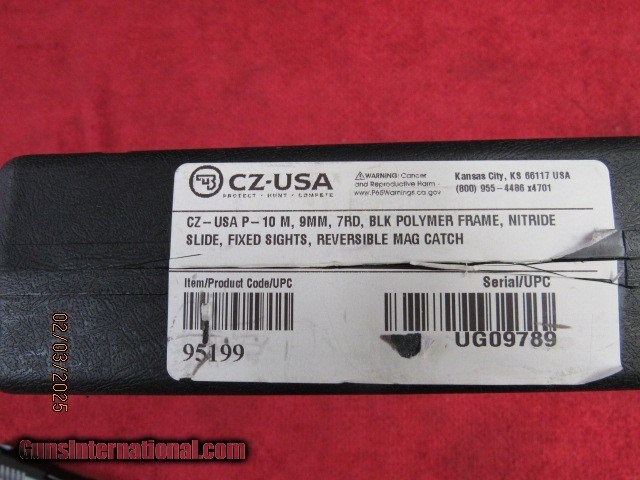 CZ-USA
PROTECT • HUNT • COMPETE
WARNING: Cancer
and Reproductive Harm -
www.P65Warnings.ca.gov
Kansas City, KS 66117 USA
(800) 955-4486 x4701
CZ-USA P-10 M, 9MM, 7RD, BLK POLYMER FRAME, NITRIDE
SLIDE, FIXED SIGHTS, REVERSIBLE MAG CATCH
Item/Product Code/UPC
95199
Serial/UPC
UG09789
02/03/2025
GunsInternational.com